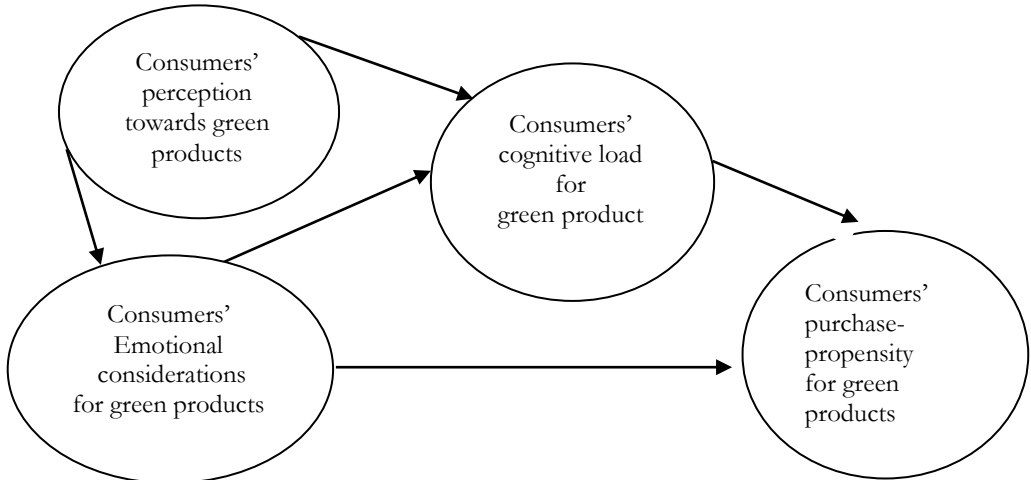 Consumers’
perception
towards green
products
Consumers’
cognitive load
for
green product
Consumers’
Emotional
considerations
for green products
Consumers’
purchase-
propensity
for green
products